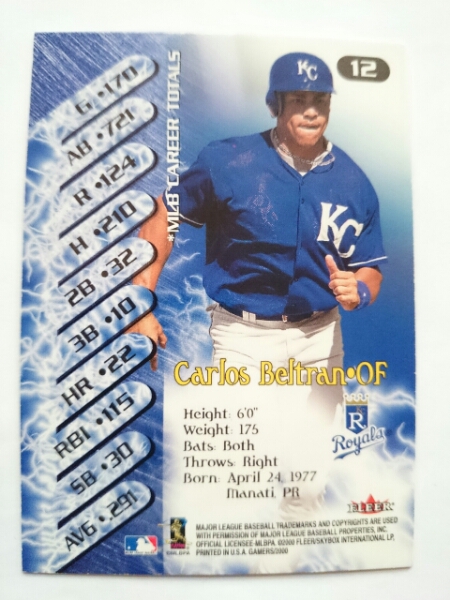 12
KC
KC
*MLB CAREER TOTALS
G •170
AB •721
R •124
H •210
2B •32
3B •10
HR •22
RBI •115
SB •30
AVG •.291
Carlos Beltran•OF
Height: 6'0"
Weight: 175
Bats: Both
Throws: Right
Born: April 24, 1977
Manati, PR
R
Royals
FLEER
MAJOR LEAGUE BASEBALL TRADEMARKS AND COPYRIGHTS ARE USED
WITH PERMISSION OF MAJOR LEAGUE BASEBALL PROPERTIES, INC.
OFFICIAL LICENSEE-MLBPA. ©2000 FLEER/SKYBOX INTERNATIONAL LP,
PRINTED IN U.S.A. GAMERS/2000